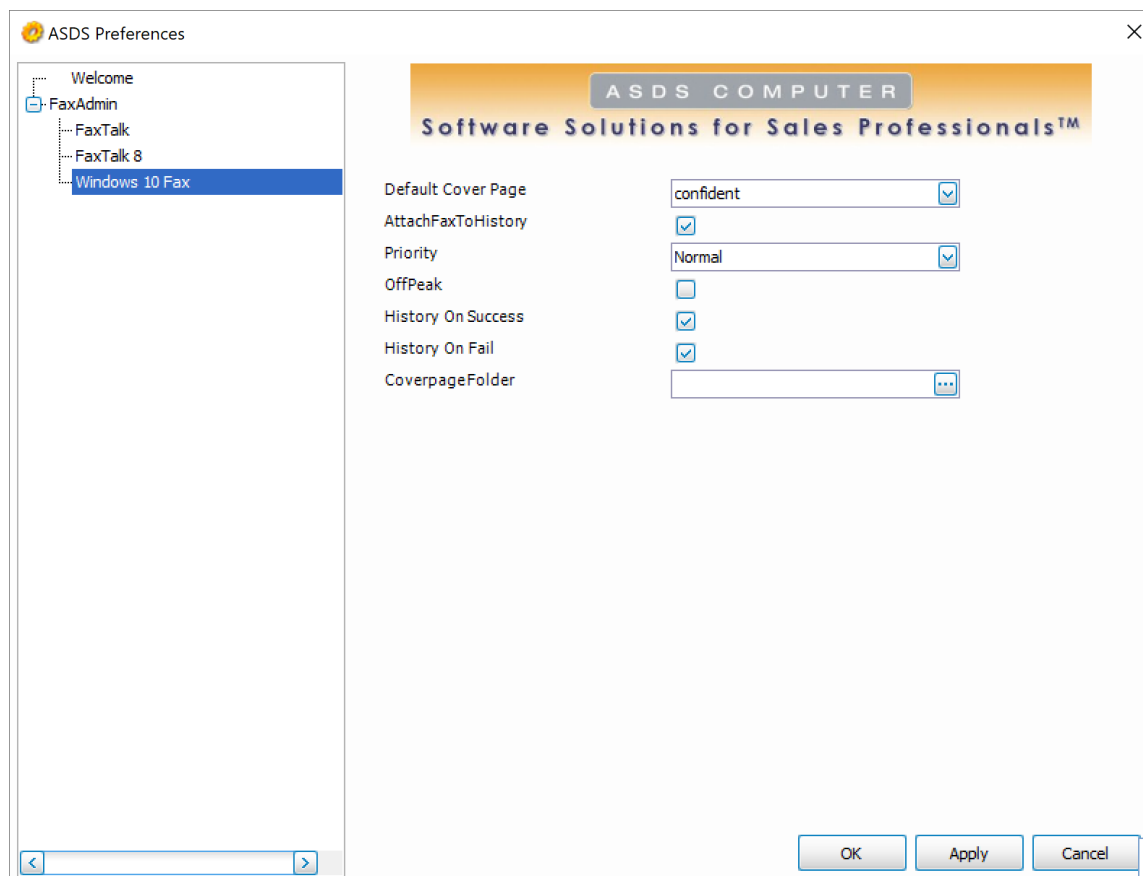 ASDS Preferences
Welcome
FaxAdmin
FaxTalk
FaxTalk 8
Windows 10 Fax
ASDS COMPUTER
Software Solutions for Sales Professionals™
Default Cover Page confident
AttachFaxToHistory
Priority Normal
OffPeak
History On Success
History On Fail
CoverpageFolder
OK Apply Cancel